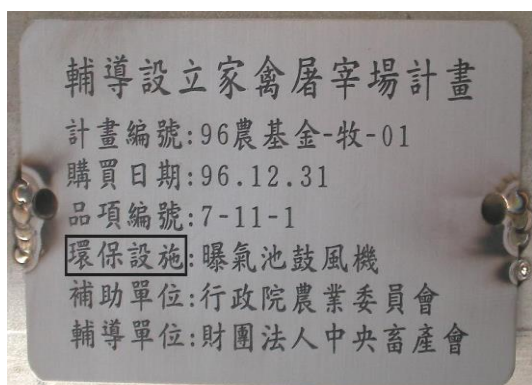 輔導設立家禽屠宰場計畫
計畫編號:96農基金-牧-01
購買日期:96.12.31
品項編號:7-11-1
環保設施:曝氣池鼓風機
補助單位:行政院農業委員會
輔導單位:財團法人中央畜產會